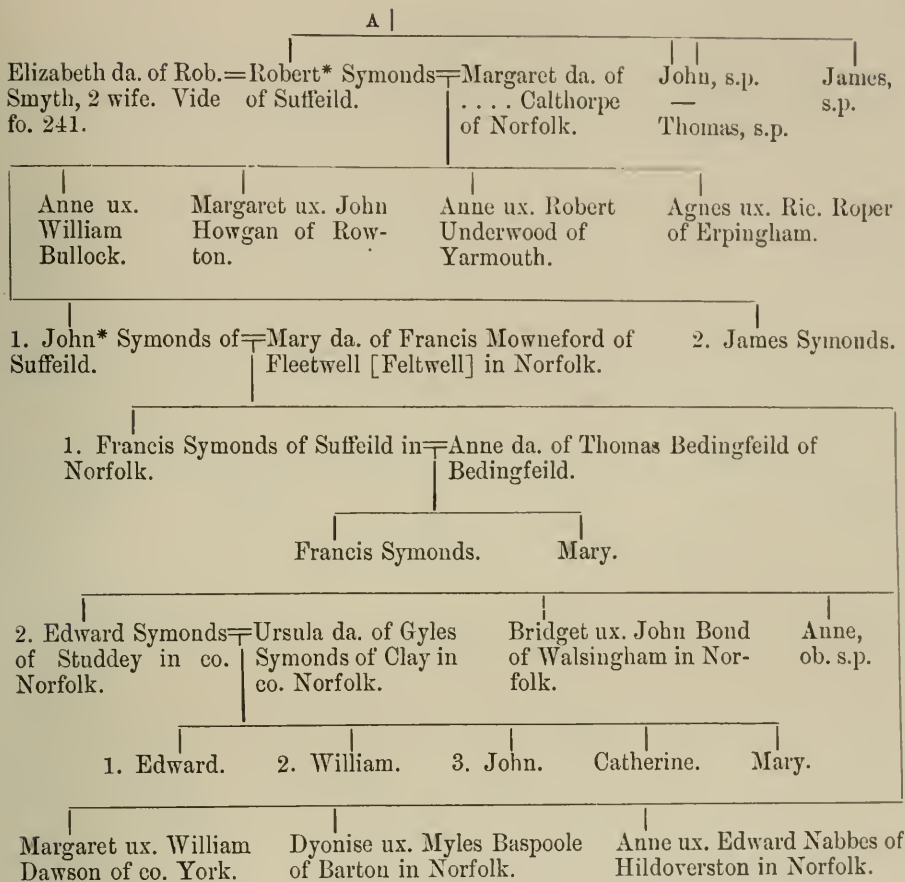 A
Elizabeth da. of Rob.=Robert* Symonds=Margaret da. of John, s.p. James,
Smyth, 2 wife. Vide of Suffeild. . . . . Calthorpe — s.p.
fo. 241. of Norfolk. Thomas, s.p.
Anne ux. Margaret ux. John Anne ux. Robert Agnes ux. Ric. Roper
William Howgan of Row- Underwood of of Erpingham.
Bullock. ton. Yarmouth.
1. John* Symonds of=Mary da. of Francis Mowneford of 2. James Symonds.
Suffeild. Fleetwell [Feltwell] in Norfolk.
1. Francis Symonds of Suffeild in=Anne da. of Thomas Bedingfeild of
Norfolk. Bedingfeild.
Francis Symonds. Mary.
2. Edward Symonds=Ursula da. of Gyles Bridget ux. John Bond Anne,
of Studdey in co. Symonds of Clay in of Walsingham in Nor- ob. s.p.
Norfolk. co. Norfolk. folk.
1. Edward. 2. William. 3. John. Catherine. Mary.
Margaret ux. William Dyonise ux. Myles Baspoole Anne ux. Edward Nabbes of
Dawson of co. York. of Barton in Norfolk. Hildoverston in Norfolk.